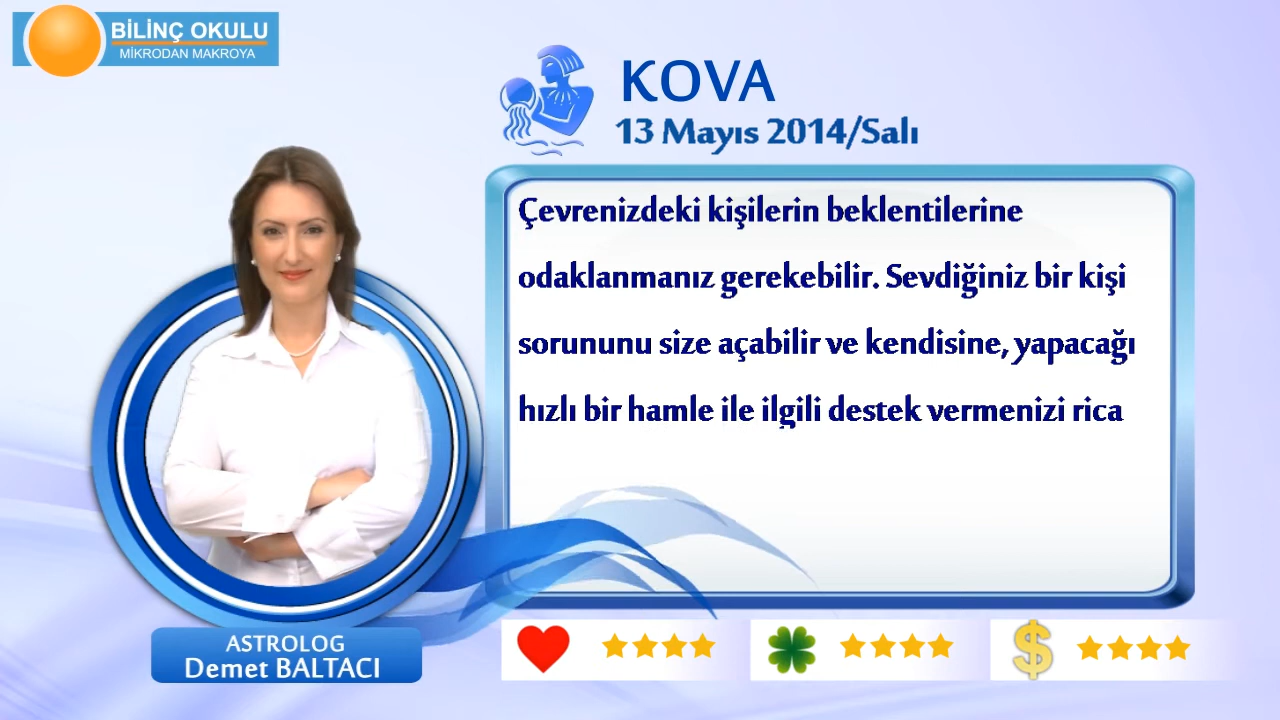 BİLİNÇ OKULU
MİKRODAN MAKROYA
KOVA
13 Mayıs 2014/Salı
Çevrenizdeki kişilerin beklentilerine
odaklanmanız gerekebilir. Sevdiğiniz bir kişi
sorununu size açabilir ve kendisine, yapacağı
hızlı bir hamle ile ilgili destek vermenizi rica
ASTROLOG
Demet BALTACI